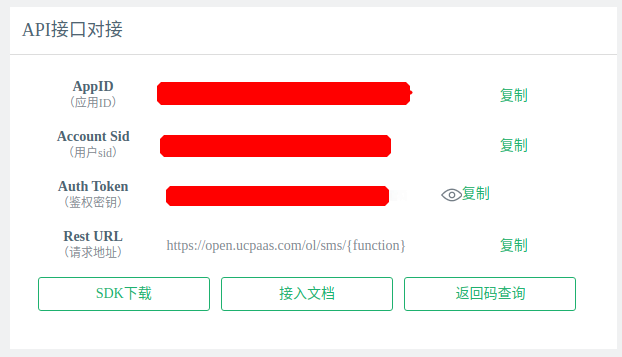 API接口对接
AppID
（应用ID）
复制
Account Sid
（用户sid）
复制
Auth Token
（鉴权密钥）
复制
Rest URL
（请求地址）
https://open.ucpaas.com/ol/sms/{function}
复制
SDK下载
接入文档
返回码查询